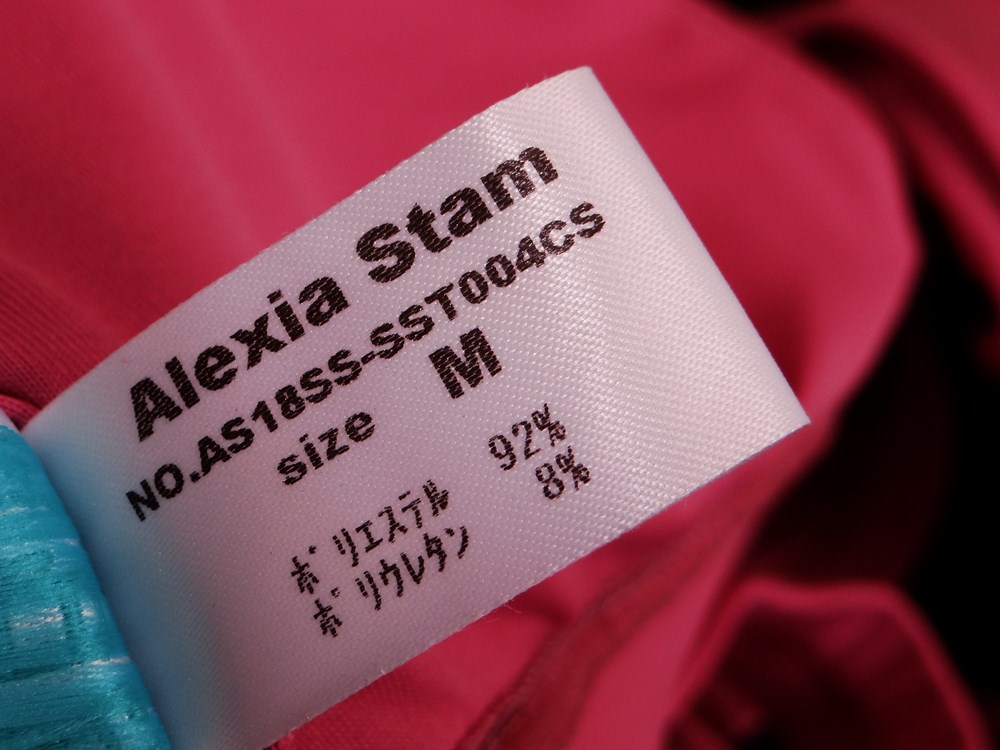 Alexia Stam
NO.AS18SS-SST004CS
size M
ポリエステル 92%
ポリウレタン 8%